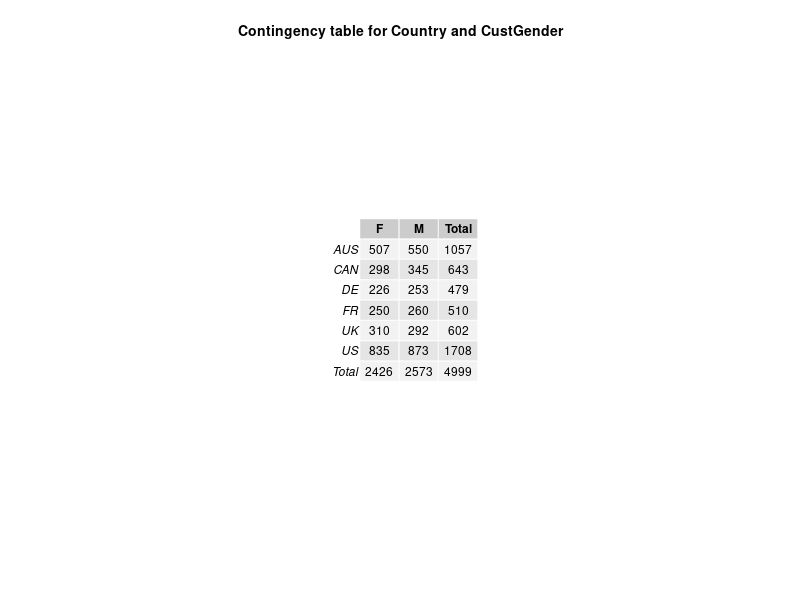 Contingency table for Country and CustGender
F M Total
AUS 507 550 1057
CAN 298 345 643
DE 226 253 479
FR 250 260 510
UK 310 292 602
US 835 873 1708
Total 2426 2573 4999